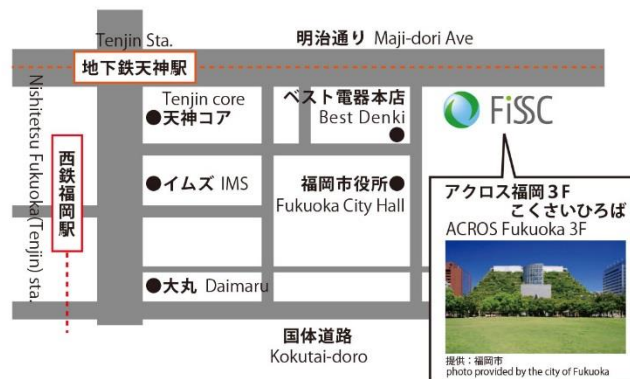 Tenjin Sta.
地下鉄天神駅
明治通り Maji-dori Ave
Nishitetsu Fukuoka(Tenjin) sta.
西鉄福岡駅
Tenjin core
●天神コア
ベスト電器本店
Best Denki
●
FiSSC
●イムズ IMS
福岡市役所●
Fukuoka City Hall
アクロス福岡3F
こくさいひろば
ACROS Fukuoka 3F
●大丸 Daimaru
国体道路
Kokutai-doro
提供：福岡市
photo provided by the city of Fukuoka